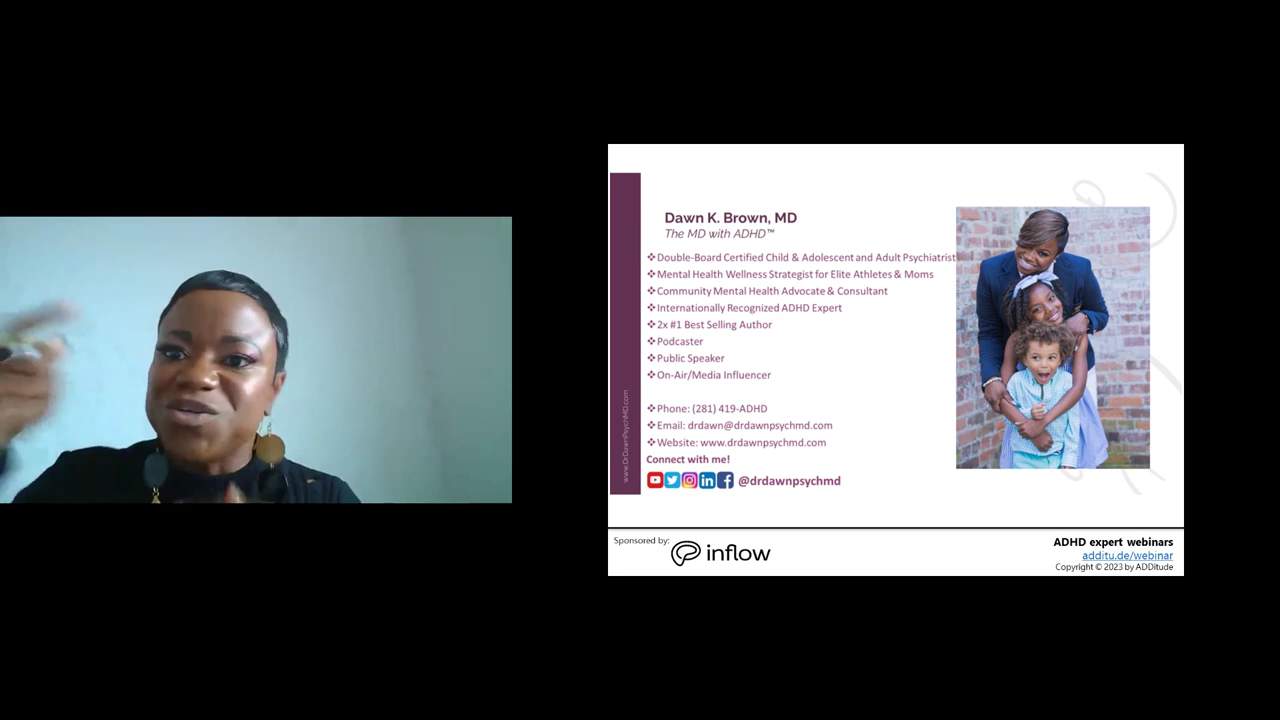 Dawn K. Brown, MD
The MD with ADHD™
❖Double-Board Certified Child & Adolescent and Adult Psychiatrist
❖Mental Health Wellness Strategist for Elite Athletes & Moms
❖Community Mental Health Advocate & Consultant
❖Internationally Recognized ADHD Expert
❖2x #1 Best Selling Author
❖Podcaster
❖Public Speaker
❖On-Air/Media Influencer
❖Phone: (281) 419-ADHD
❖Email: drdawn@drdawnpsychmd.com
❖Website: www.drdawnpsychmd.com
Connect with me!
@drdawnpsychmd
www.DrDawnPsychMD.com
Sponsored by:
inflow
ADHD expert webinars
additu.de/webinar
Copyright © 2023 by ADDitude